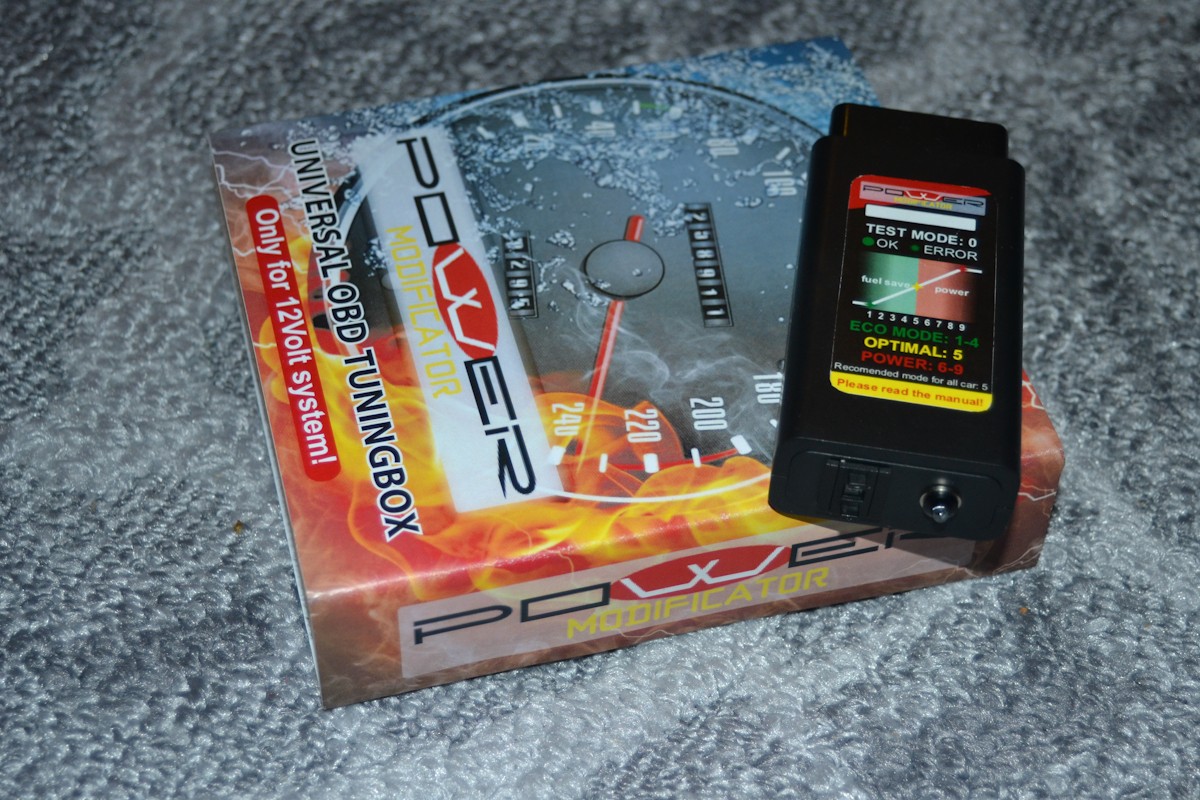 POWER
MODIFICATOR
UNIVERSAL OBD TUNINGBOX
Only for 12Volt system!
180
200
220
240
POWER
MODIFICATOR
POWER
MODIFICATOR
TEST MODE: 0
OK ERROR
fuel save power
1 2 3 4 5 6 7 8 9
ECO MODE: 1-4
OPTIMAL: 5
POWER: 6-9
Recomended mode for all car: 5
Please read the manual!